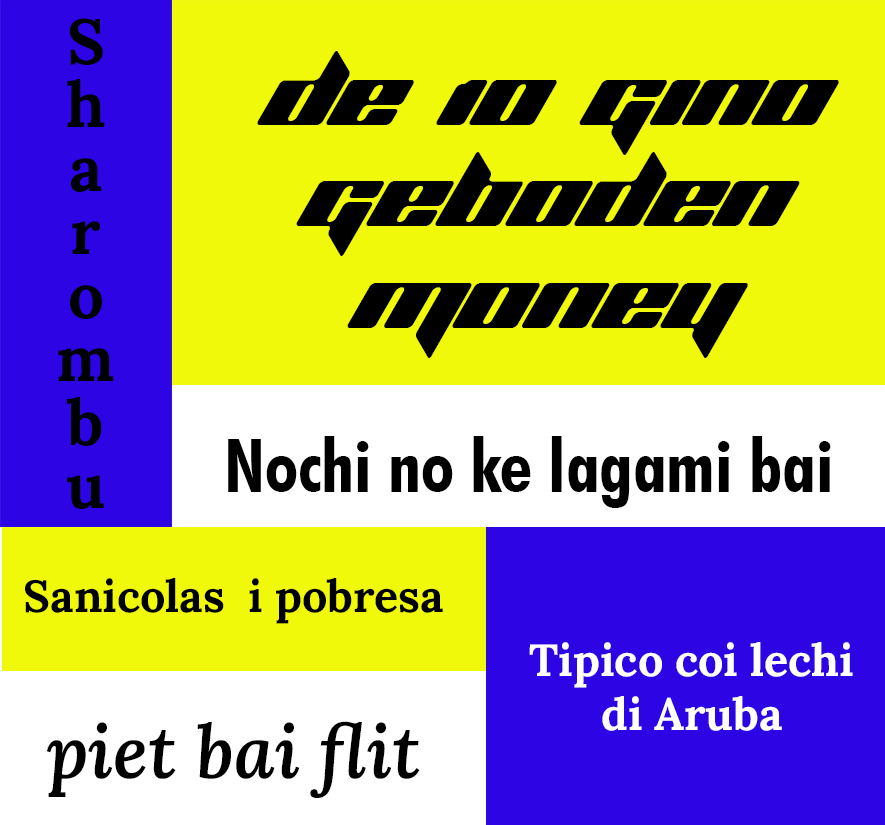 Sharombu
de 10 gino
geboden
money
Nochi no ke lagami bai
Sanicolas i pobresa
Tipico coi lechi
di Aruba
piet bai flit